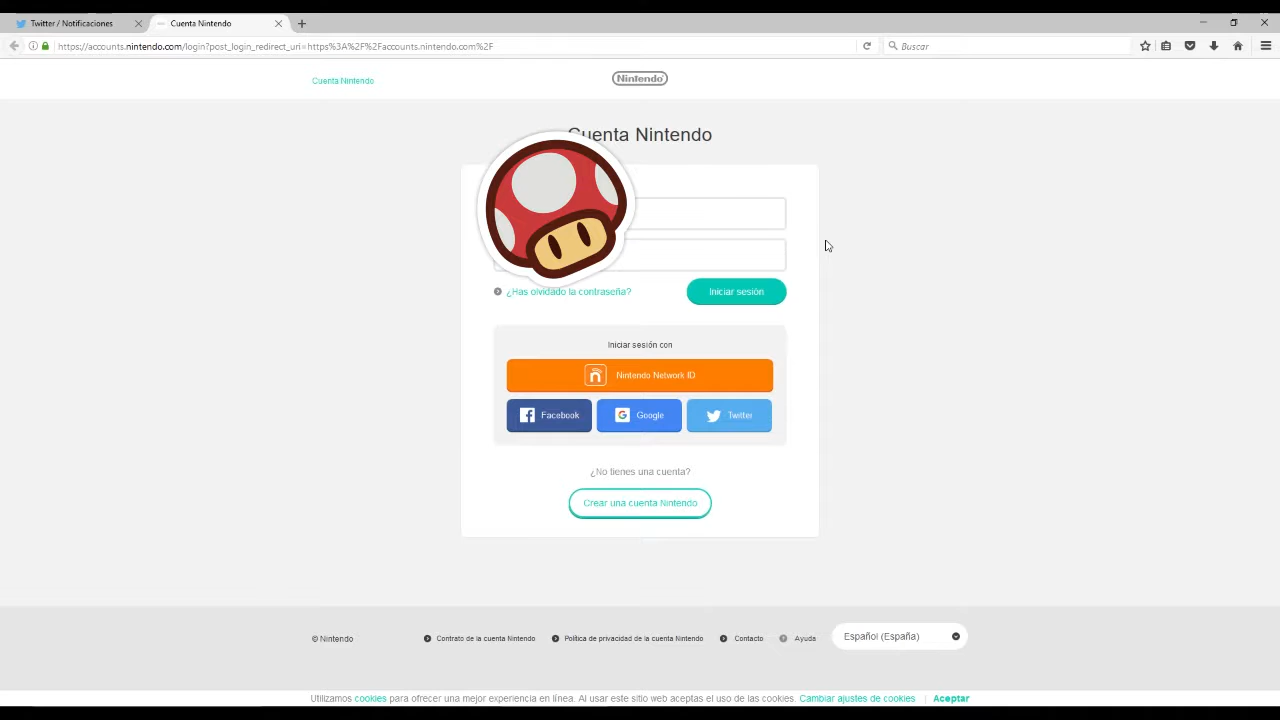 Twitter / Notificaciones
Cuenta Nintendo
https://accounts.nintendo.com/login?post_login_redirect_uri=https%3A%2F%2Faccounts.nintendo.com%2F
Buscar
Cuenta Nintendo
Nintendo
Cuenta Nintendo
¿Has olvidado la contraseña?
Iniciar sesión
Iniciar sesión con
Nintendo Network ID
Facebook
Google
Twitter
¿No tienes una cuenta?
Crear una cuenta Nintendo
© Nintendo
Contrato de la cuenta Nintendo
Política de privacidad de la cuenta Nintendo
Contacto
Ayuda
Español (España)
Utilizamos cookies para ofrecer una mejor experiencia en línea. Al usar este sitio web aceptas el uso de las cookies. Cambiar ajustes de cookies | Aceptar